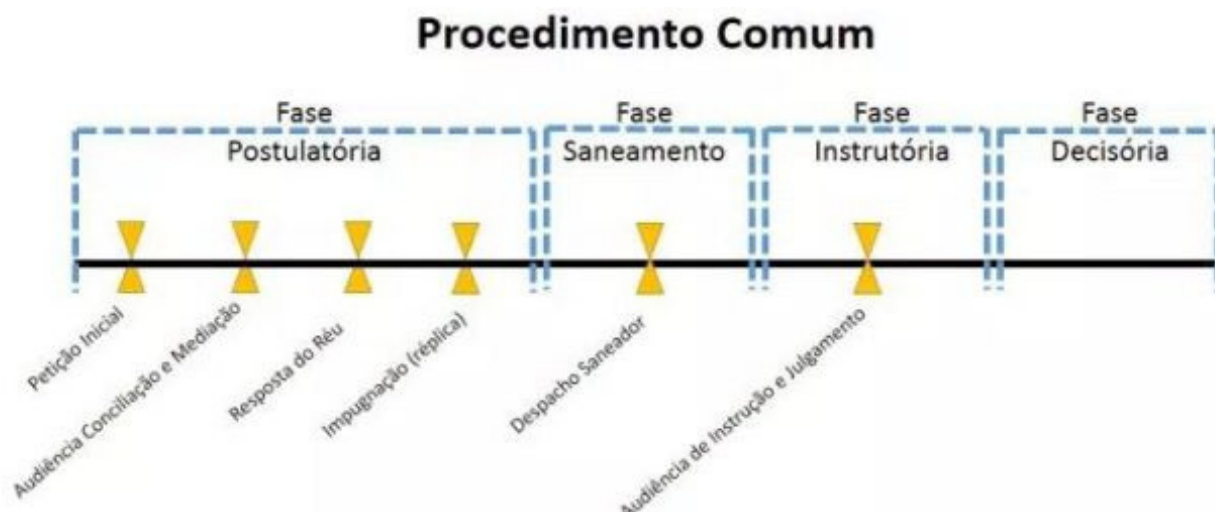 Procedimento Comum
Fase
Postulatória
Fase
Saneamento
Fase
Instrutória
Fase
Decisória
Petição Inicial
Audiência Conciliação e Mediação
Resposta do Réu
Impugnação (réplica)
Despacho Saneador
Audiência de Instrução e Julgamento